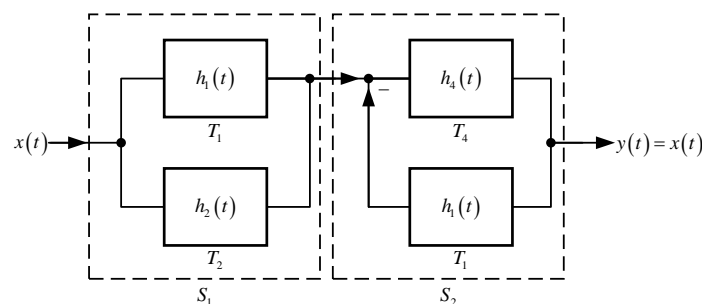 h₁(t)
h₄(t)
–
T₁
T₄
x(t)
y(t) = x(t)
h₂(t)
h₁(t)
T₂
T₁
S₁
S₂